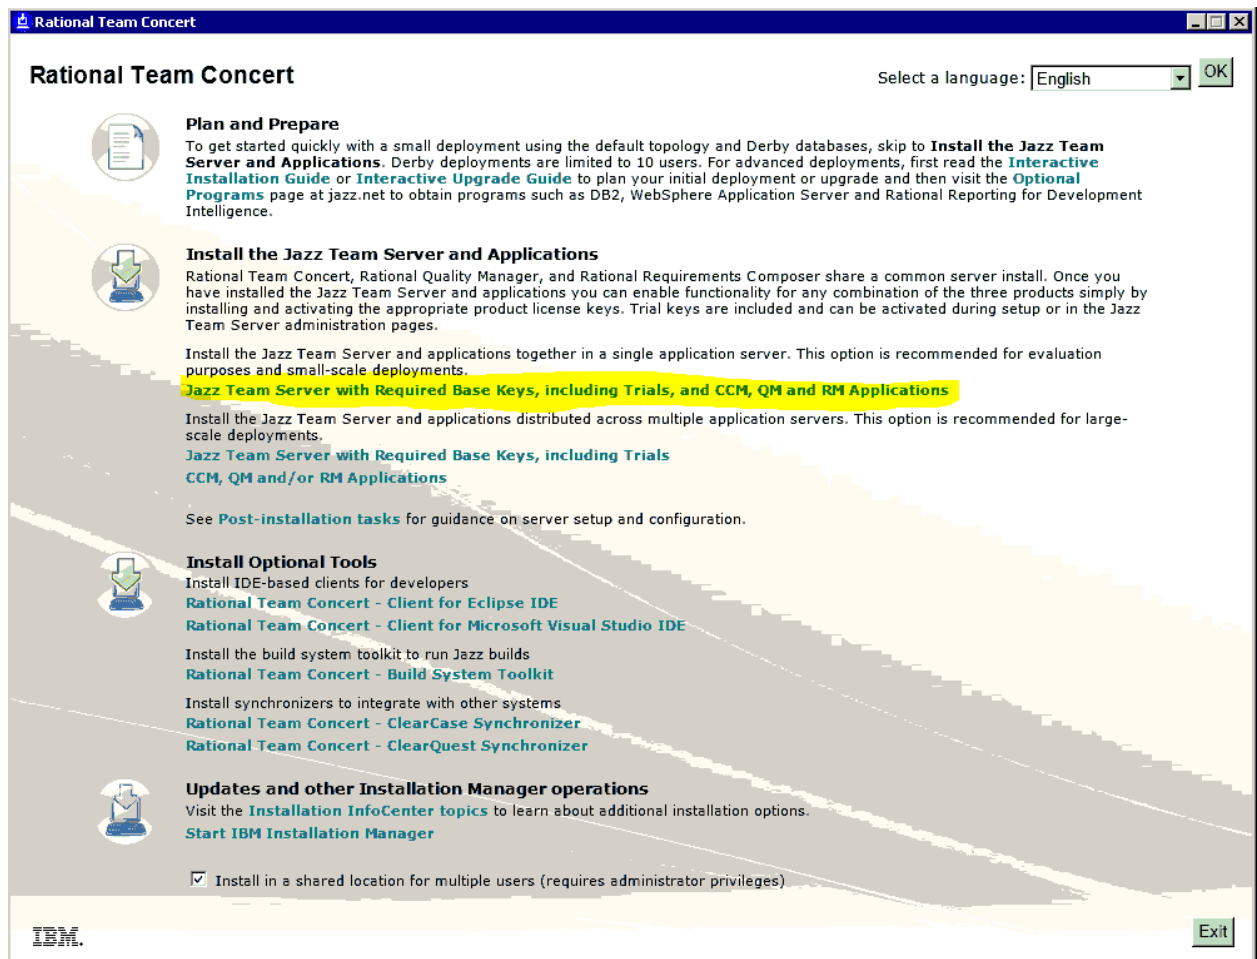 Rational Team Concert
Rational Team Concert
Select a language: English OK
Plan and Prepare
To get started quickly with a small deployment using the default topology and Derby databases, skip to Install the Jazz Team
Server and Applications. Derby deployments are limited to 10 users. For advanced deployments, first read the Interactive
Installation Guide or Interactive Upgrade Guide to plan your initial deployment or upgrade and then visit the Optional
Programs page at jazz.net to obtain programs such as DB2, WebSphere Application Server and Rational Reporting for Development
Intelligence.
Install the Jazz Team Server and Applications
Rational Team Concert, Rational Quality Manager, and Rational Requirements Composer share a common server install. Once you
have installed the Jazz Team Server and applications you can enable functionality for any combination of the three products simply by
installing and activating the appropriate product license keys. Trial keys are included and can be activated during setup or in the Jazz
Team Server administration pages.
Install the Jazz Team Server and applications together in a single application server. This option is recommended for evaluation
purposes and small-scale deployments.
Jazz Team Server with Required Base Keys, including Trials, and CCM, QM and RM Applications
Install the Jazz Team Server and applications distributed across multiple application servers. This option is recommended for large-
scale deployments.
Jazz Team Server with Required Base Keys, including Trials
CCM, QM and/or RM Applications
See Post-installation tasks for guidance on server setup and configuration.
Install Optional Tools
Install IDE-based clients for developers
Rational Team Concert - Client for Eclipse IDE
Rational Team Concert - Client for Microsoft Visual Studio IDE
Install the build system toolkit to run Jazz builds
Rational Team Concert - Build System Toolkit
Install synchronizers to integrate with other systems
Rational Team Concert - ClearCase Synchronizer
Rational Team Concert - ClearQuest Synchronizer
Updates and other Installation Manager operations
Visit the Installation InfoCenter topics to learn about additional installation options.
Start IBM Installation Manager
Install in a shared location for multiple users (requires administrator privileges)
IBM.
Exit